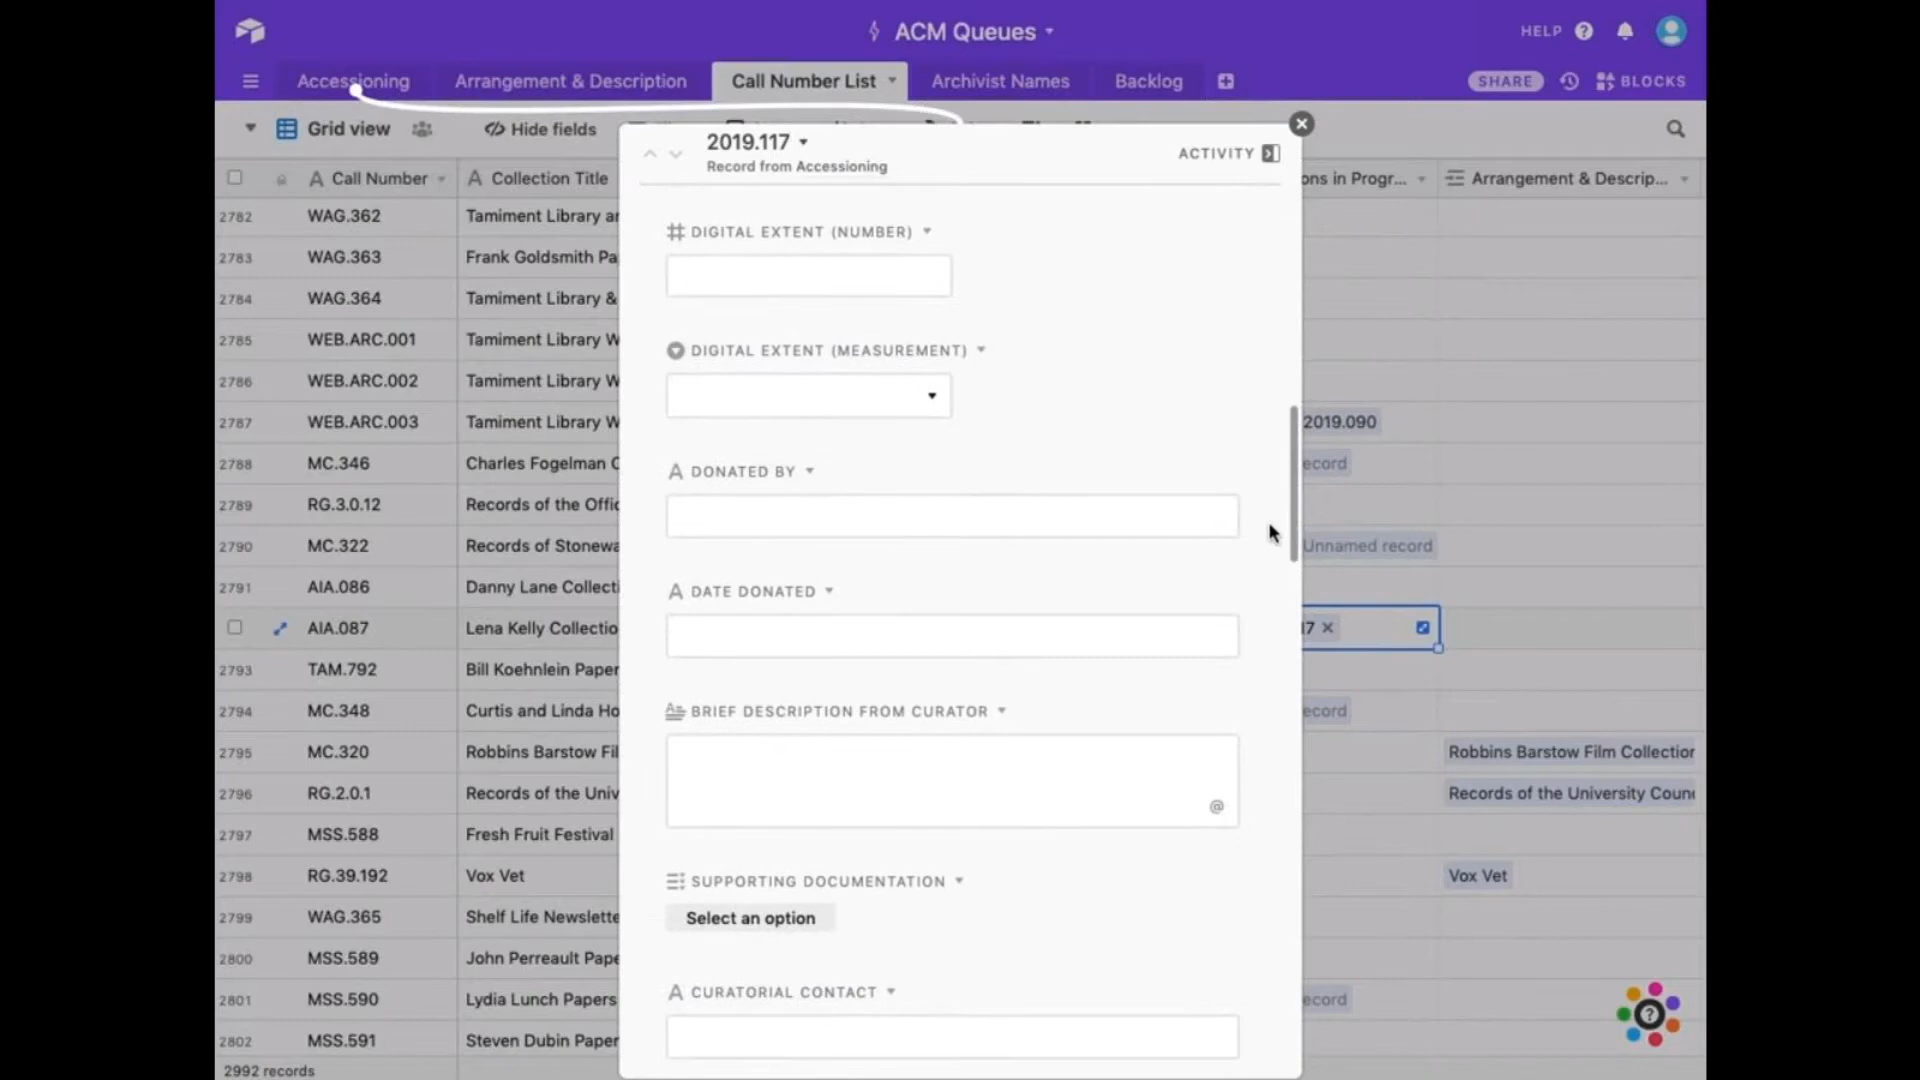 ACM Queues
HELP
Accessioning
Arrangement & Description
Call Number List
Archivist Names
Backlog
SHARE
BLOCKS
Grid view
Hide fields
2019.117
Record from Accessioning
ACTIVITY
Call Number
Collection Title
ons in Progr...
Arrangement & Descrip...
2782 WAG.362 Tamiment Library ar
2783 WAG.363 Frank Goldsmith Pa
2784 WAG.364 Tamiment Library &
2785 WEB.ARC.001 Tamiment Library W
2786 WEB.ARC.002 Tamiment Library W
2787 WEB.ARC.003 Tamiment Library W 2019.090
2788 MC.346 Charles Fogelman C ecord
2789 RG.3.0.12 Records of the Offic
2790 MC.322 Records of Stonewa Unnamed record
2791 AIA.086 Danny Lane Collecti
AIA.087 Lena Kelly Collectio 17
2793 TAM.792 Bill Koehnlein Paper
2794 MC.348 Curtis and Linda Ho ecord
2795 MC.320 Robbins Barstow Fil Robbins Barstow Film Collection
2796 RG.2.0.1 Records of the Univ Records of the University Counc
2797 MSS.588 Fresh Fruit Festival
2798 RG.39.192 Vox Vet Vox Vet
2799 WAG.365 Shelf Life Newslette
2800 MSS.589 John Perreault Pape
2801 MSS.590 Lydia Lunch Papers ecord
2802 MSS.591 Steven Dubin Paper
2992 records
DIGITAL EXTENT (NUMBER)
DIGITAL EXTENT (MEASUREMENT)
DONATED BY
DATE DONATED
BRIEF DESCRIPTION FROM CURATOR
@
SUPPORTING DOCUMENTATION
Select an option
CURATORIAL CONTACT